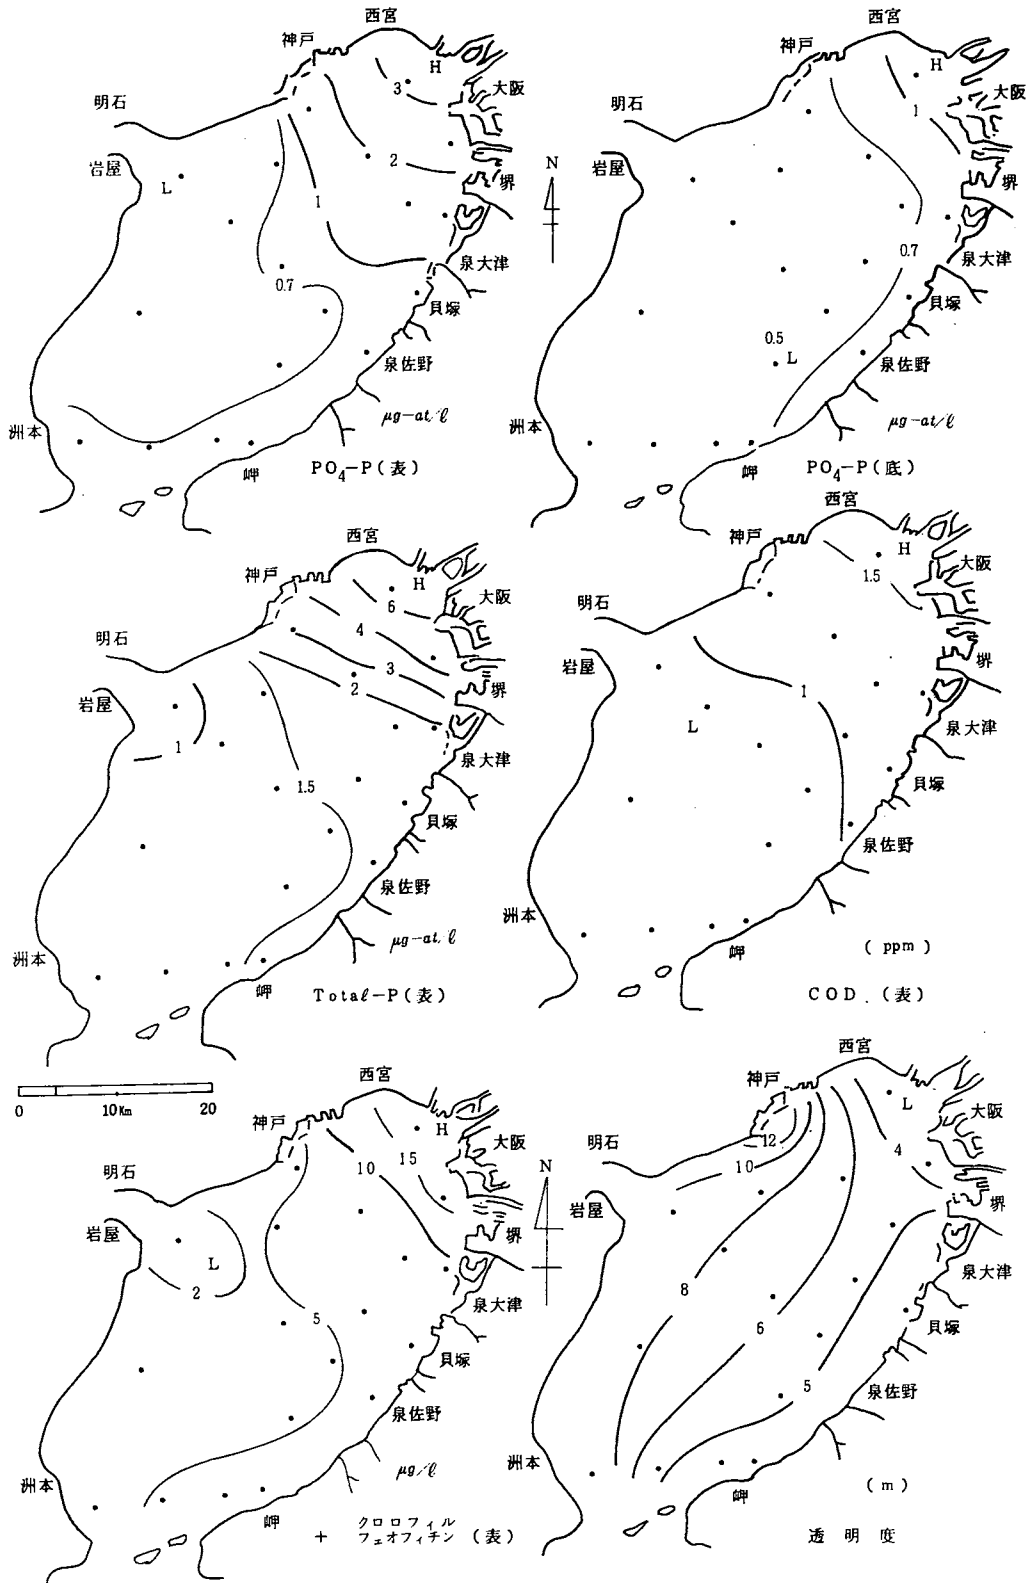 西宮
神戸
H
3
大阪
明石
岩屋
L
2
堺
1
泉大津
0.7
貝塚
泉佐野
μg-at/ℓ
洲本
岬
PO₄-P(表)
N
西宮
神戸
H
大阪
1
明石
岩屋
堺
0.7
泉大津
貝塚
0.5
L
泉佐野
μg-at/ℓ
洲本
岬
PO₄-P(底)
西宮
神戸
H
6
大阪
4
明石
3
2
岩屋
堺
1
泉大津
1.5
貝塚
泉佐野
μg-at/ℓ
洲本
岬
Total-P(表)
西宮
神戸
H
1.5
大阪
明石
岩屋
堺
1
L
泉大津
貝塚
泉佐野
洲本
岬
(ppm)
COD.(表)
0 10Km 20
西宮
神戸
H
大阪
15
10
明石
岩屋
L
堺
2
5
泉大津
貝塚
泉佐野
μg/ℓ
洲本
岬
+ クロロフィル
フェオフィチン (表)
N
西宮
神戸
L
大阪
12
4
明石
10
岩屋
堺
泉大津
8
6
貝塚
5
泉佐野
洲本
岬
(m)
透明度